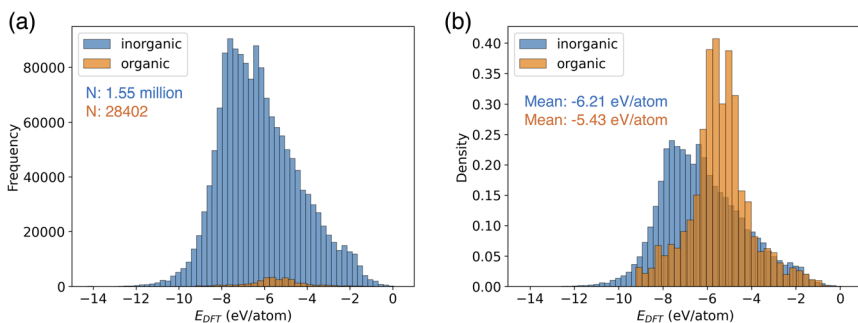 (a)
inorganic
organic
N: 1.55 million
N: 28402
Frequency
80000
60000
40000
20000
0
−14 −12 −10 −8 −6 −4 −2 0
E_DFT (eV/atom)
(b)
inorganic
organic
Mean: -6.21 eV/atom
Mean: -5.43 eV/atom
Density
0.40
0.35
0.30
0.25
0.20
0.15
0.10
0.05
0.00
−14 −12 −10 −8 −6 −4 −2 0
E_DFT (eV/atom)